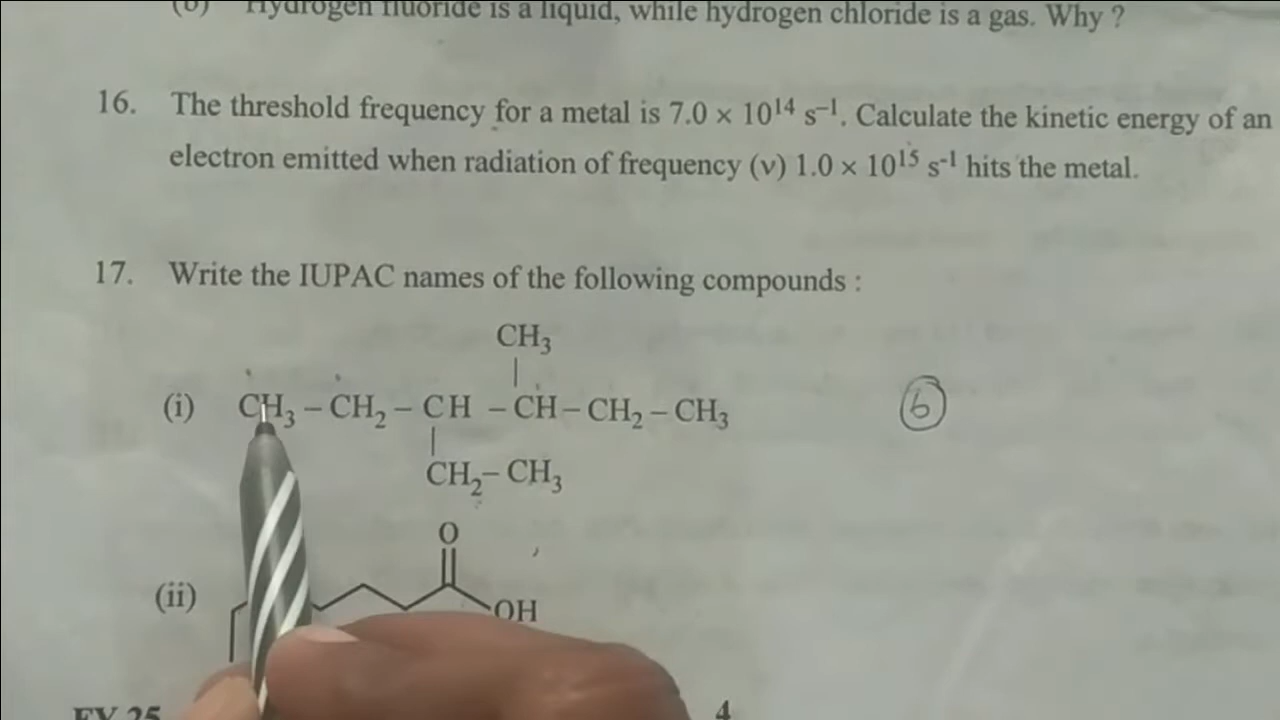 (b) Hydrogen fluoride is a liquid, while hydrogen chloride is a gas. Why ?
16. The threshold frequency for a metal is 7.0 × 10¹⁴ s⁻¹. Calculate the kinetic energy of an
electron emitted when radiation of frequency (ν) 1.0 × 10¹⁵ s⁻¹ hits the metal.
17. Write the IUPAC names of the following compounds :
CH₃
|
(i) CH₃ – CH₂ – CH – CH – CH₂ – CH₃ 6
|
CH₂ – CH₃
O
(ii) OH
FY 25 4